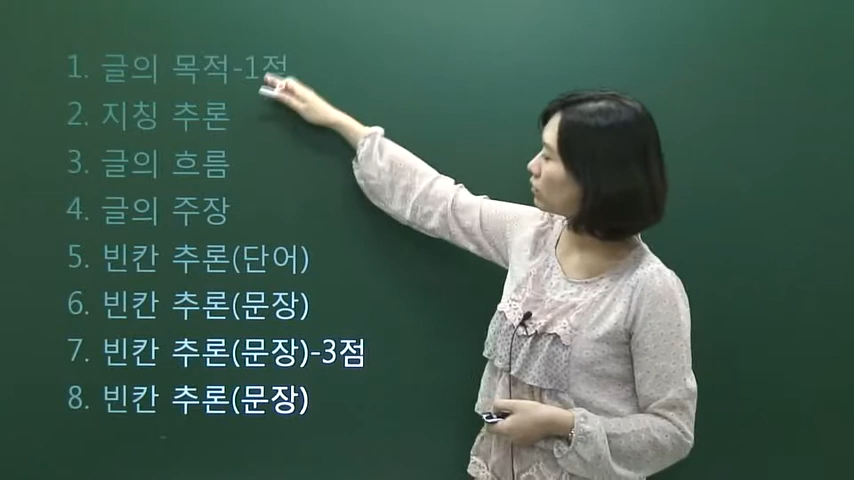 1. 글의 목적-1점
2. 지칭 추론
3. 글의 흐름
4. 글의 주장
5. 빈칸 추론(단어)
6. 빈칸 추론(문장)
7. 빈칸 추론(문장)-3점
8. 빈칸 추론(문장)